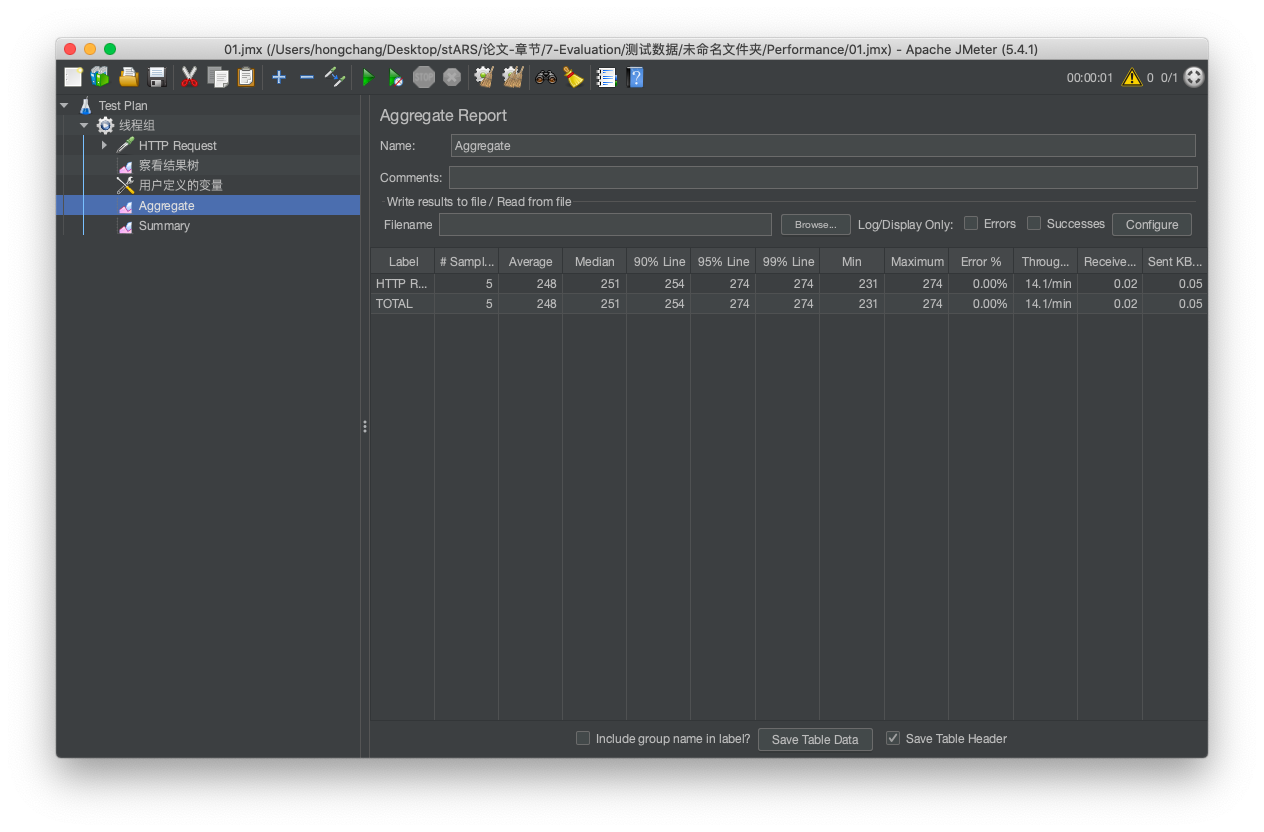 01.jmx (/Users/hongchang/Desktop/stARS/论文-章节/7-Evaluation/测试数据/未命名文件夹/Performance/01.jmx) - Apache JMeter (5.4.1)
STOP ? 00:00:01 0 0/1
Test Plan
线程组
HTTP Request
察看结果树
用户定义的变量
Aggregate
Summary
Aggregate Report
Name: Aggregate
Comments:
Write results to file / Read from file
Filename Browse... Log/Display Only: Errors Successes Configure
Label # Sampl... Average Median 90% Line 95% Line 99% Line Min Maximum Error % Throug... Receive... Sent KB...
HTTP R... 5 248 251 254 274 274 231 274 0.00% 14.1/min 0.02 0.05
TOTAL 5 248 251 254 274 274 231 274 0.00% 14.1/min 0.02 0.05
Include group name in label? Save Table Data Save Table Header